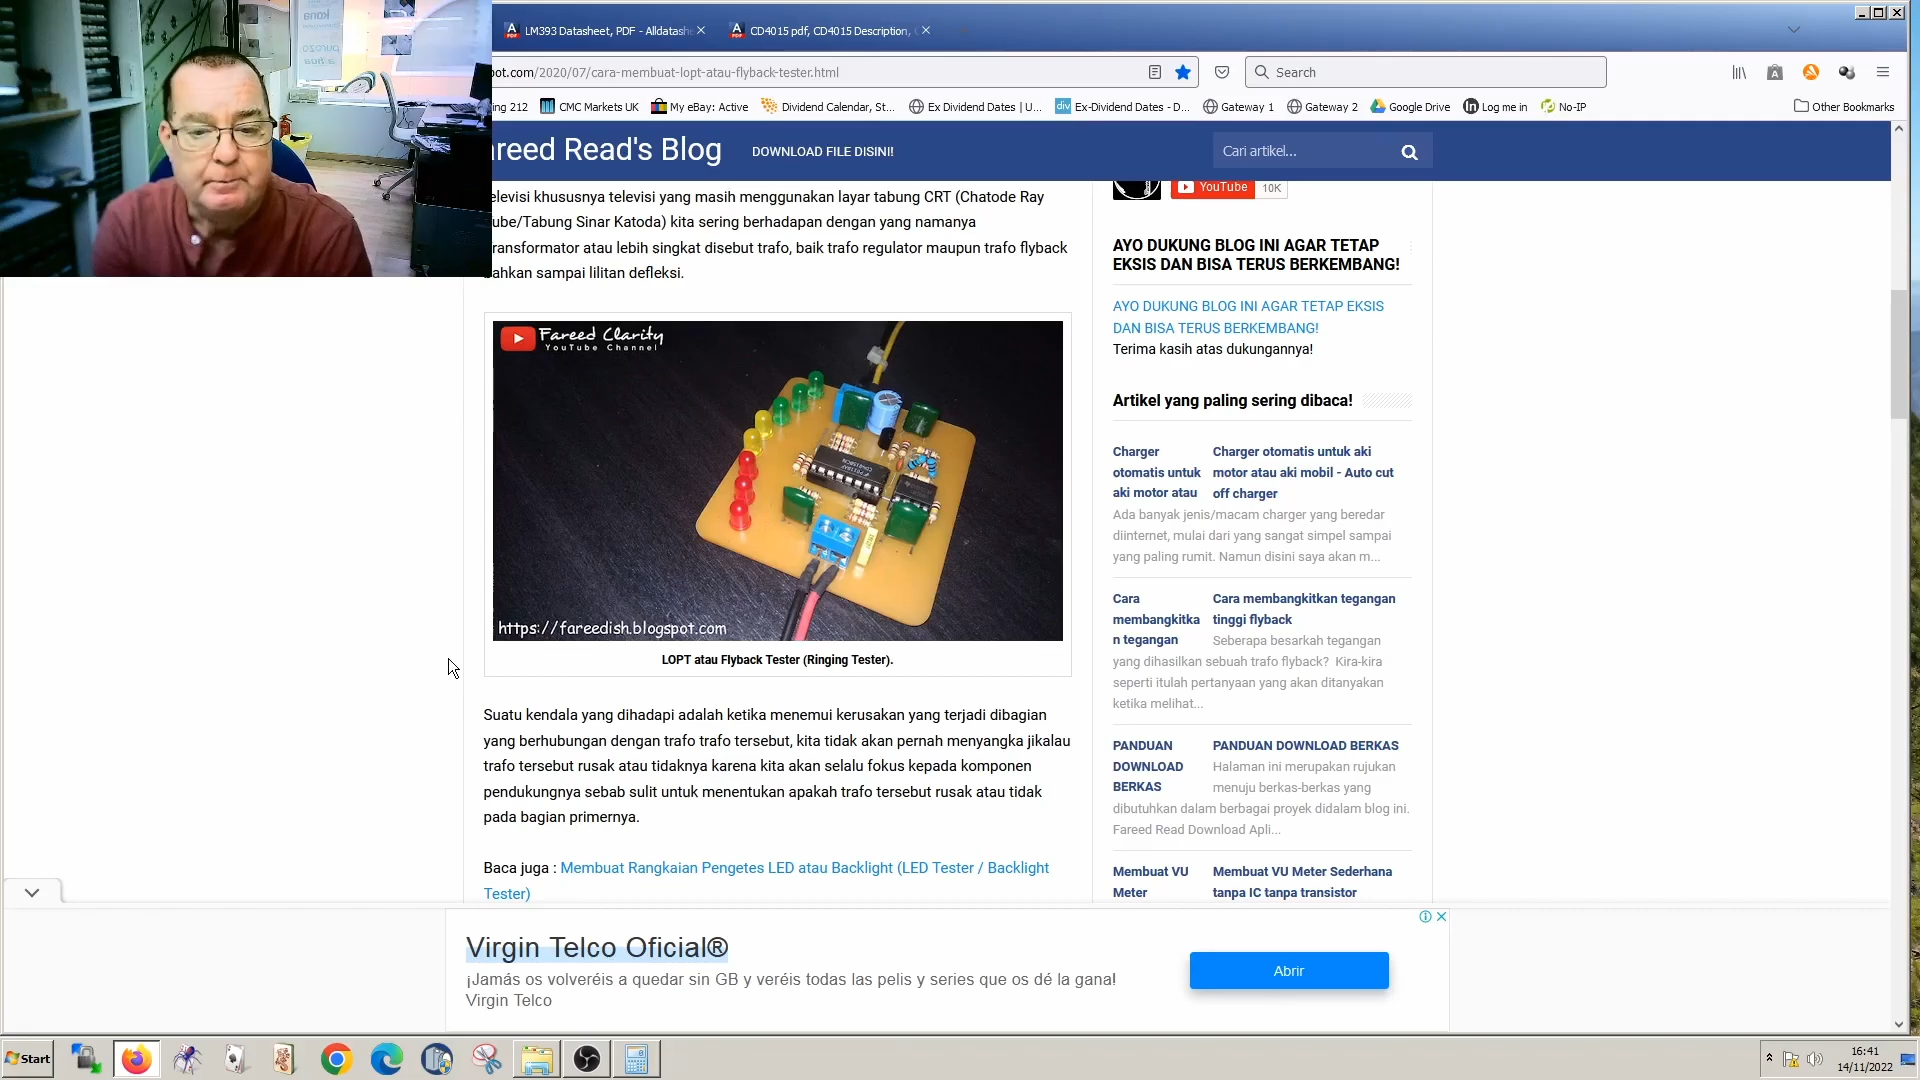 LM393 Datasheet, PDF - Alldatashe
CD4015 pdf, CD4015 Description,
ot.com/2020/07/cara-membuat-lopt-atau-flyback-tester.html
Search
ing 212
CMC Markets UK
My eBay: Active
Dividend Calendar, St...
Ex Dividend Dates | U...
Ex-Dividend Dates - D...
Gateway 1
Gateway 2
Google Drive
Log me in
No-IP
Other Bookmarks
areed Read's Blog
DOWNLOAD FILE DISINI!
Cari artikel...
elevisi khususnya televisi yang masih menggunakan layar tabung CRT (Chatode Ray
ube/Tabung Sinar Katoda) kita sering berhadapan dengan yang namanya
ransformator atau lebih singkat disebut trafo, baik trafo regulator maupun trafo flyback
ahkan sampai lilitan defleksi.
Fareed Clarity
YouTube Channel
https://fareedish.blogspot.com
LOPT atau Flyback Tester (Ringing Tester).
Suatu kendala yang dihadapi adalah ketika menemui kerusakan yang terjadi dibagian
yang berhubungan dengan trafo trafo tersebut, kita tidak akan pernah menyangka jikalau
trafo tersebut rusak atau tidaknya karena kita akan selalu fokus kepada komponen
pendukungnya sebab sulit untuk menentukan apakah trafo tersebut rusak atau tidak
pada bagian primernya.
Baca juga : Membuat Rangkaian Pengetes LED atau Backlight (LED Tester / Backlight
Tester)
YouTube 10K
AYO DUKUNG BLOG INI AGAR TETAP
EKSIS DAN BISA TERUS BERKEMBANG!
AYO DUKUNG BLOG INI AGAR TETAP EKSIS
DAN BISA TERUS BERKEMBANG!
Terima kasih atas dukungannya!
Artikel yang paling sering dibaca!
Charger
otomatis untuk
aki motor atau
Charger otomatis untuk aki
motor atau aki mobil - Auto cut
off charger
Ada banyak jenis/macam charger yang beredar
diinternet, mulai dari yang sangat simpel sampai
yang paling rumit. Namun disini saya akan m...
Cara
membangkitka
n tegangan
Cara membangkitkan tegangan
tinggi flyback
Seberapa besarkah tegangan
yang dihasilkan sebuah trafo flyback? Kira-kira
seperti itulah pertanyaan yang akan ditanyakan
ketika melihat...
PANDUAN
DOWNLOAD
BERKAS
PANDUAN DOWNLOAD BERKAS
Halaman ini merupakan rujukan
menuju berkas-berkas yang
dibutuhkan dalam berbagai proyek didalam blog ini.
Fareed Read Download Apli...
Membuat VU
Meter
Membuat VU Meter Sederhana
tanpa IC tanpa transistor
Virgin Telco Oficial®
¡Jamás os volveréis a quedar sin GB y veréis todas las pelis y series que os dé la gana!
Virgin Telco
Abrir
Start
16:41
14/11/2022